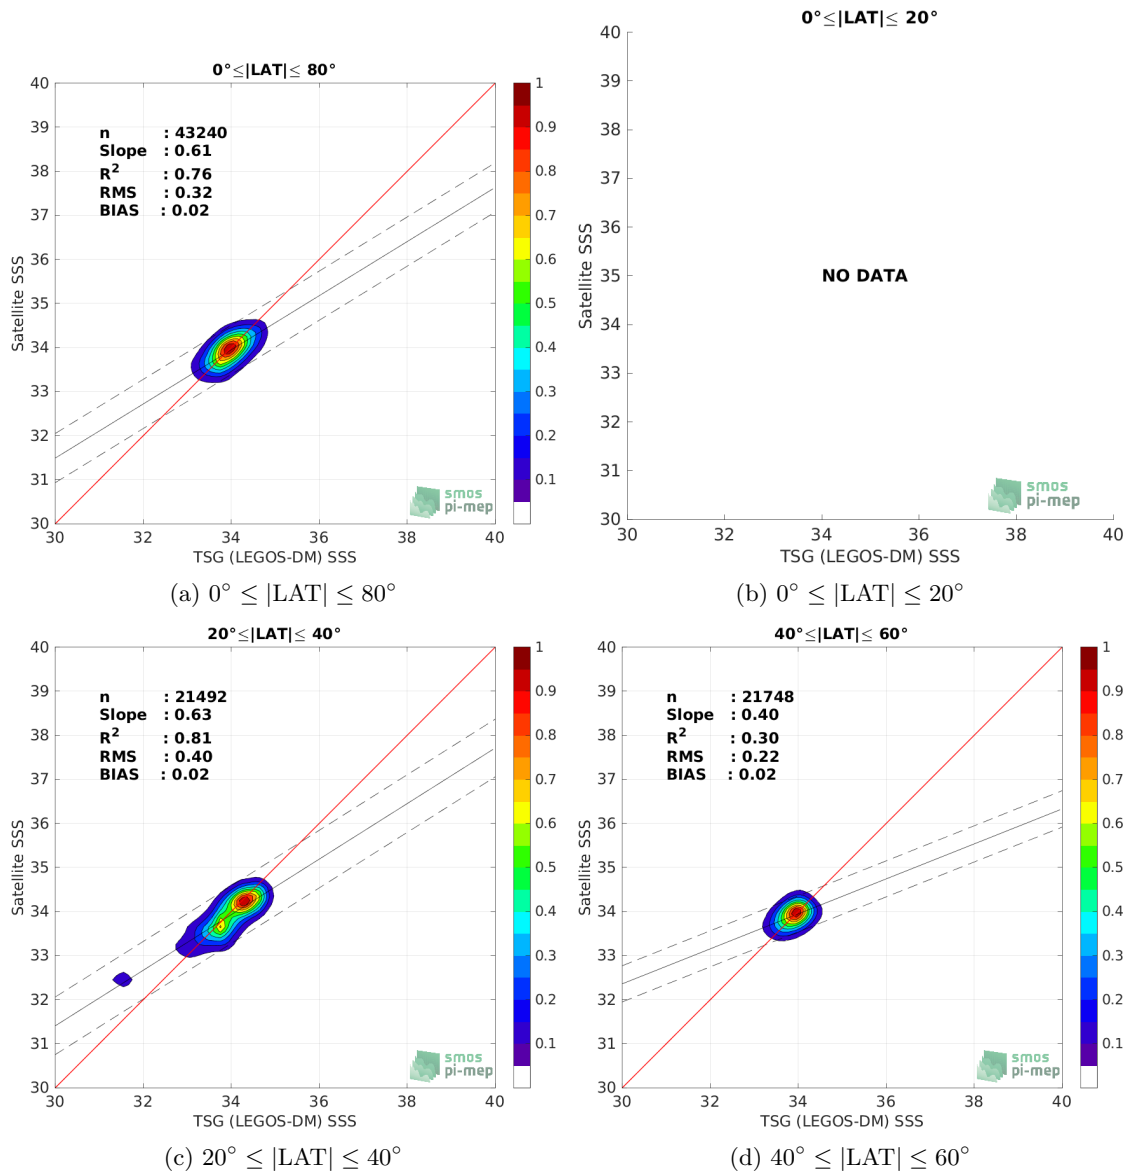 0°≤|LAT|≤ 80°
40
39
38
37
36
35
34
33
32
31
30
Satellite SSS
n : 43240
Slope : 0.61
R² : 0.76
RMS : 0.32
BIAS : 0.02
1
0.9
0.8
0.7
0.6
0.5
0.4
0.3
0.2
0.1
smos
pi-mep
30 32 34 36 38 40
TSG (LEGOS-DM) SSS
(a) 0° ≤ |LAT| ≤ 80°
0°≤|LAT|≤ 20°
40
39
38
37
36
35
34
33
32
31
30
Satellite SSS
NO DATA
smos
pi-mep
30 32 34 36 38 40
TSG (LEGOS-DM) SSS
(b) 0° ≤ |LAT| ≤ 20°
20°≤|LAT|≤ 40°
40
39
38
37
36
35
34
33
32
31
30
Satellite SSS
n : 21492
Slope : 0.63
R² : 0.81
RMS : 0.40
BIAS : 0.02
1
0.9
0.8
0.7
0.6
0.5
0.4
0.3
0.2
0.1
smos
pi-mep
30 32 34 36 38 40
TSG (LEGOS-DM) SSS
(c) 20° ≤ |LAT| ≤ 40°
40°≤|LAT|≤ 60°
40
39
38
37
36
35
34
33
32
31
30
Satellite SSS
n : 21748
Slope : 0.40
R² : 0.30
RMS : 0.22
BIAS : 0.02
1
0.9
0.8
0.7
0.6
0.5
0.4
0.3
0.2
0.1
smos
pi-mep
30 32 34 36 38 40
TSG (LEGOS-DM) SSS
(d) 40° ≤ |LAT| ≤ 60°